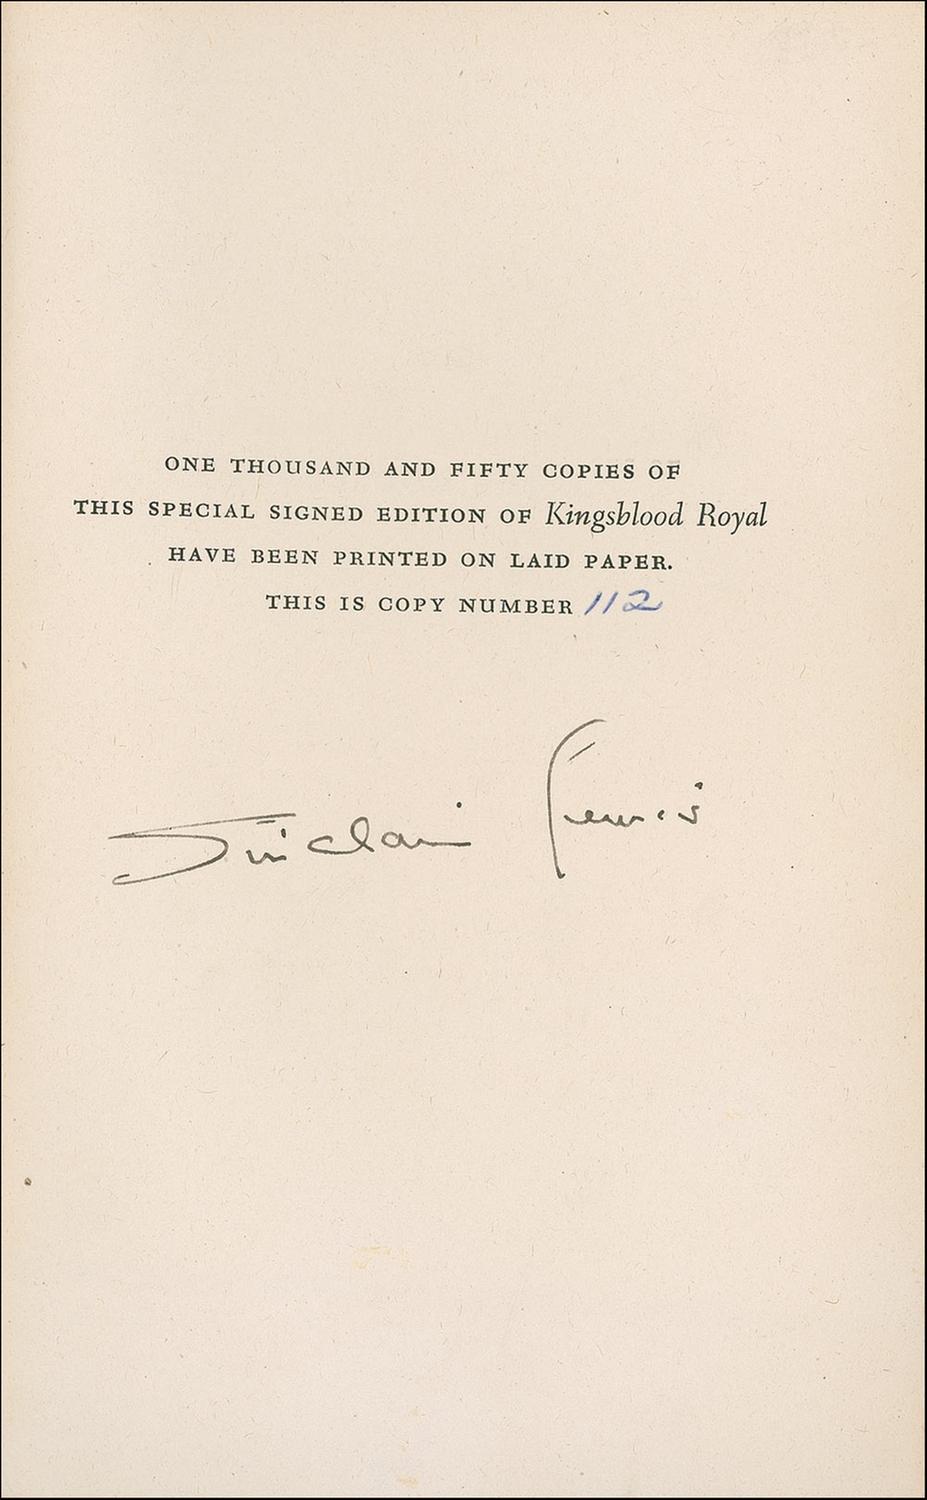 ONE THOUSAND AND FIFTY COPIES OF
THIS SPECIAL SIGNED EDITION OF Kingsblood Royal
HAVE BEEN PRINTED ON LAID PAPER.
THIS IS COPY NUMBER 112
Sinclair Lewis